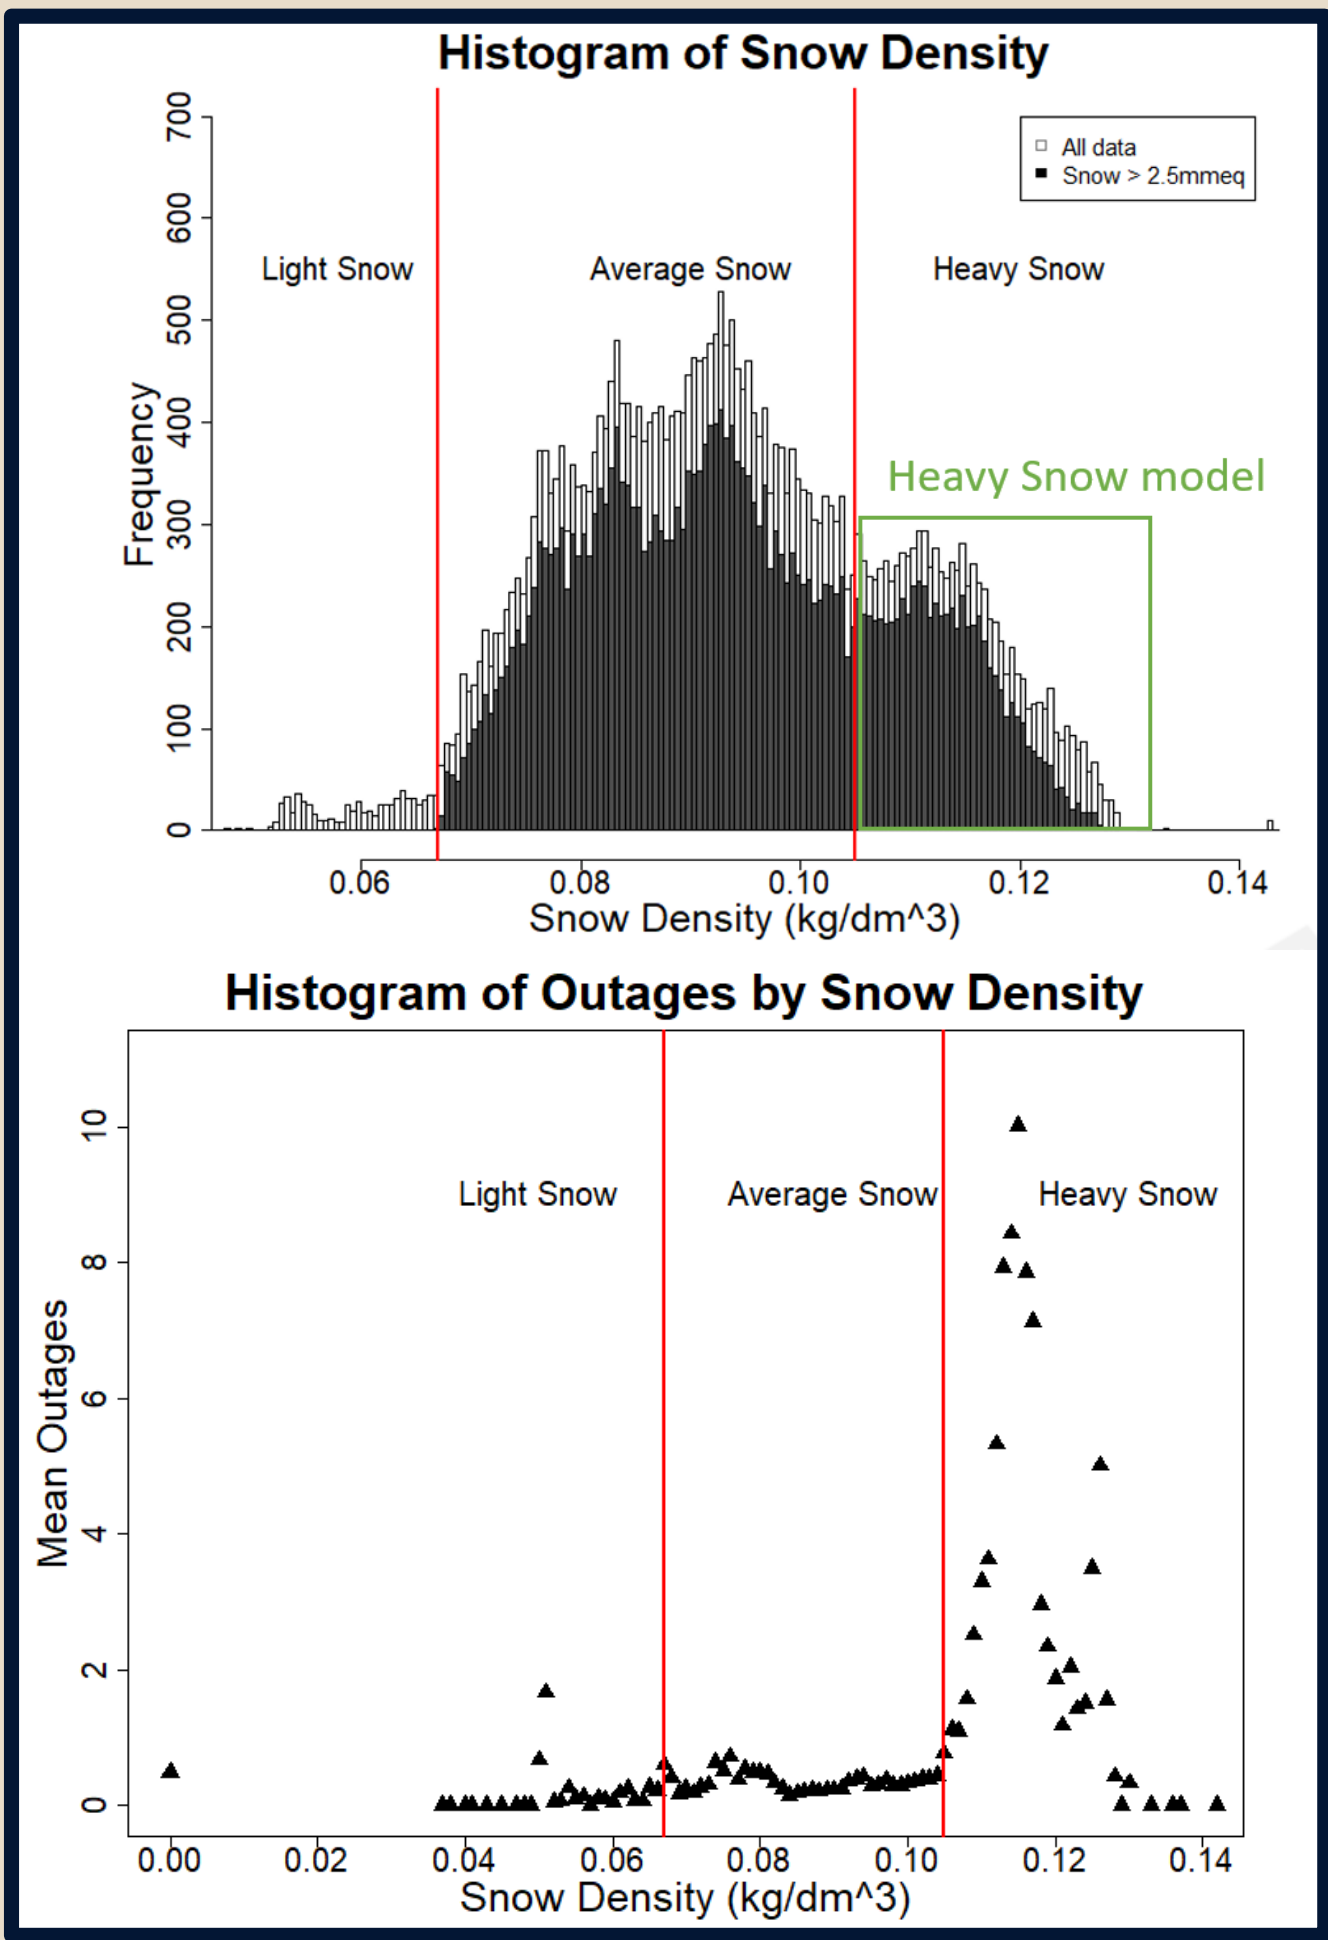 Histogram of Snow Density
700
600
500
400
300
200
100
0
Frequency
All data
Snow > 2.5mmeq
Light Snow
Average Snow
Heavy Snow
Heavy Snow model
0.06
0.08
0.10
0.12
0.14
Snow Density (kg/dm^3)
Histogram of Outages by Snow Density
10
8
6
4
2
0
Mean Outages
Light Snow
Average Snow
Heavy Snow
0.00
0.02
0.04
0.06
0.08
0.10
0.12
0.14
Snow Density (kg/dm^3)